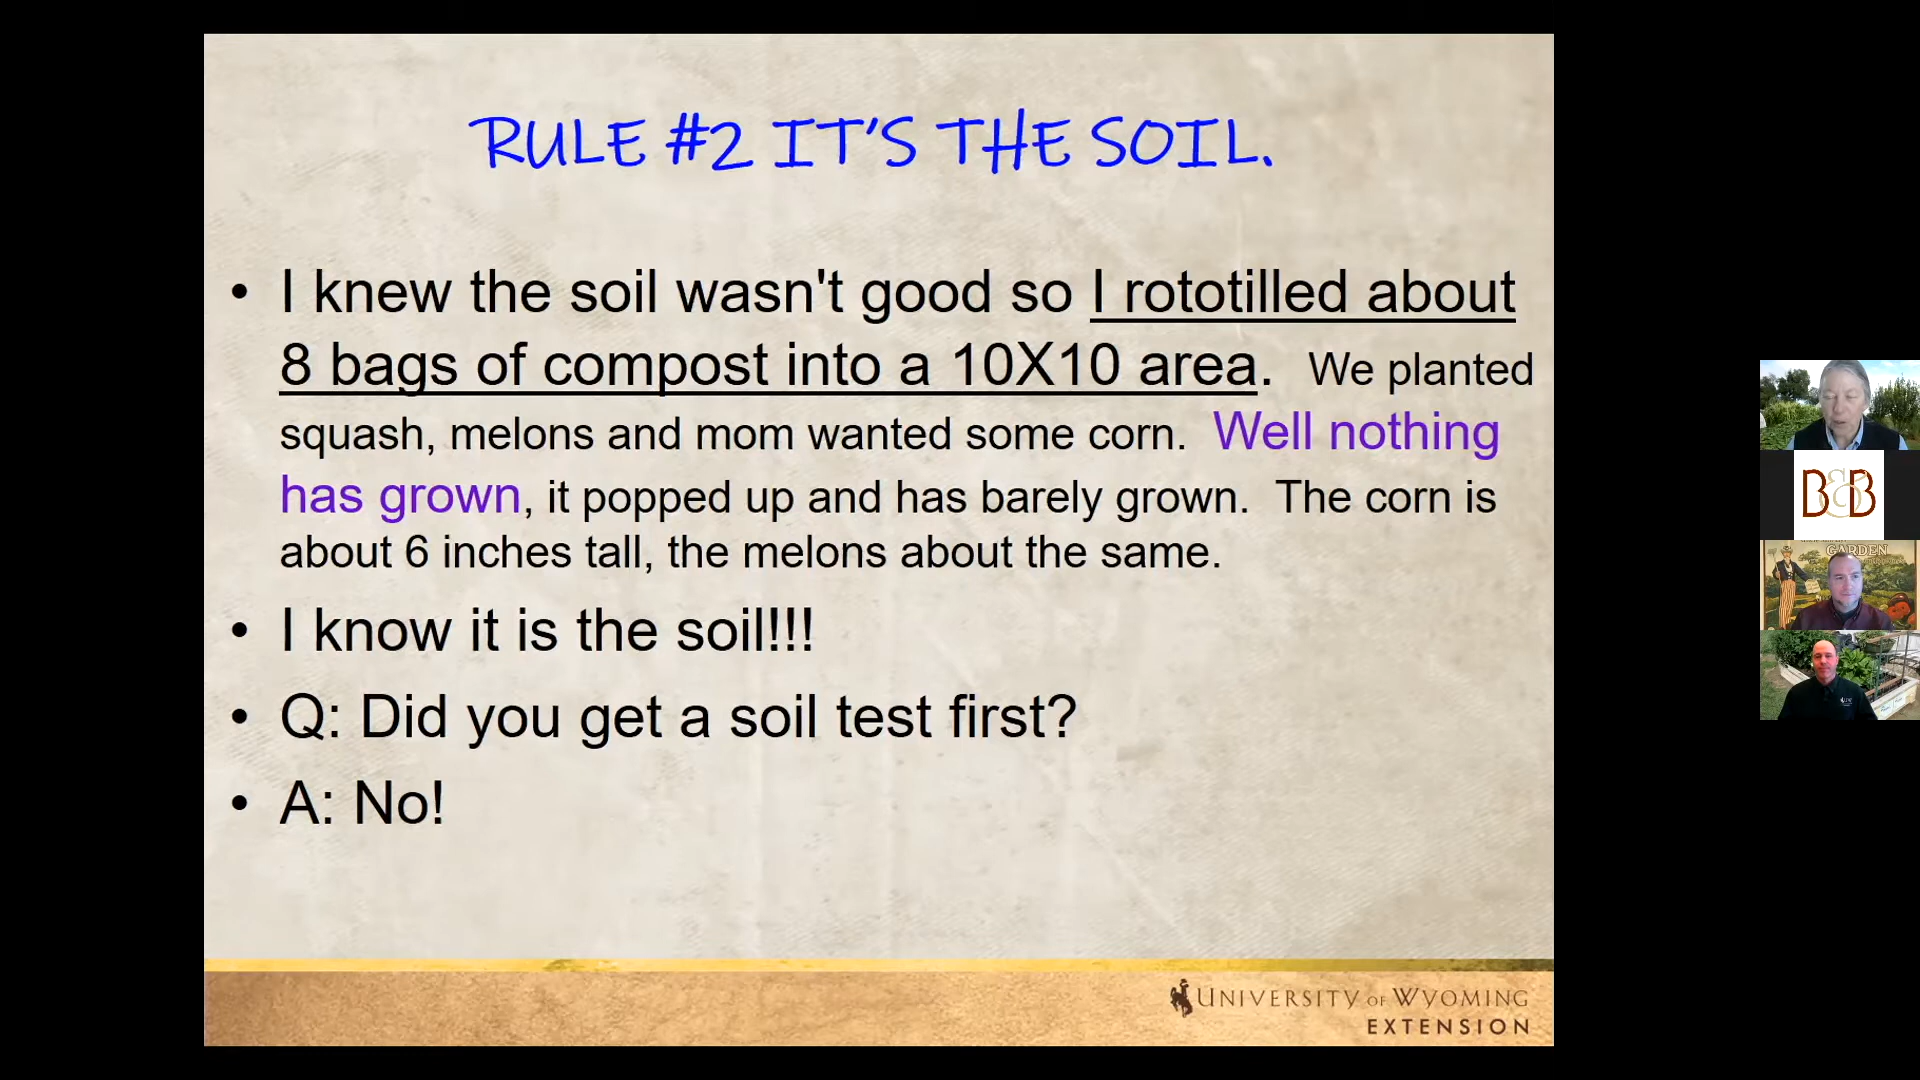 RULE #2 IT'S THE SOIL.
• I knew the soil wasn't good so I rototilled about
8 bags of compost into a 10X10 area. We planted
squash, melons and mom wanted some corn. Well nothing
has grown, it popped up and has barely grown. The corn is
about 6 inches tall, the melons about the same.
• I know it is the soil!!!
• Q: Did you get a soil test first?
• A: No!
UNIVERSITY OF WYOMING
EXTENSION
B&B
GARDEN